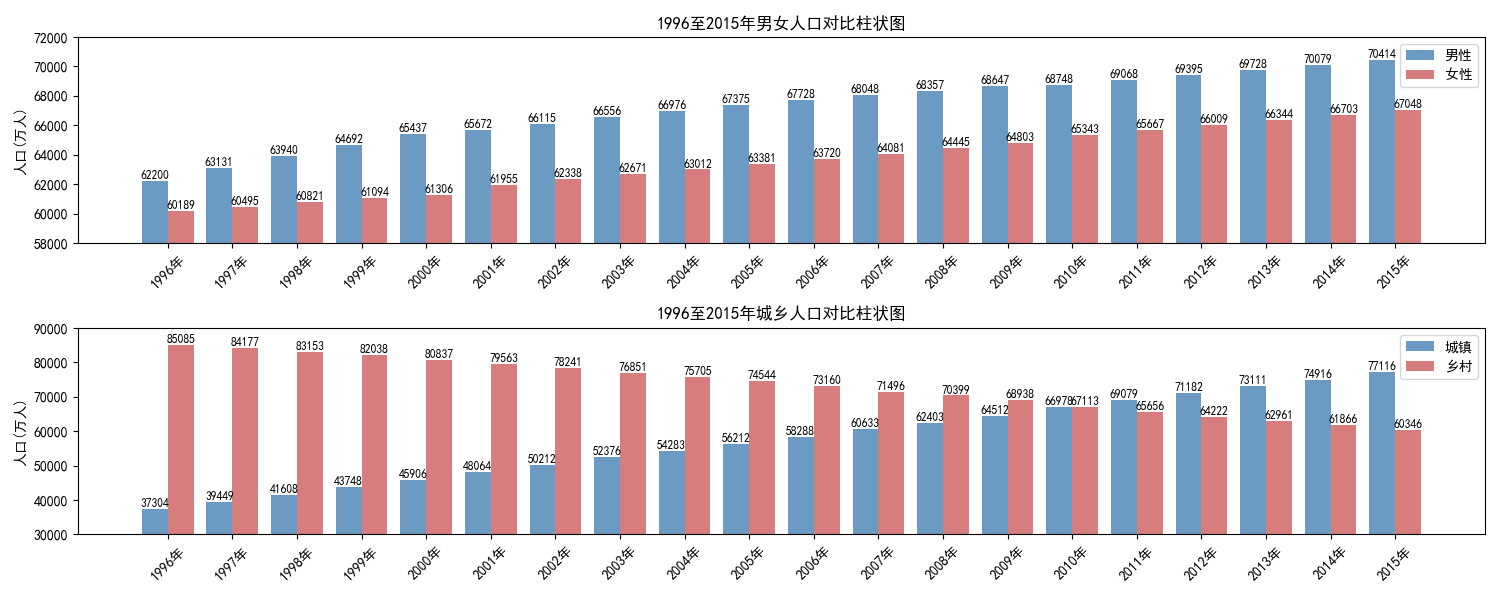 1996至2015年男女人口对比柱状图
人口(万人)
72000
70000
68000
66000
64000
62000
60000
58000
男性
女性
62200 63131 63940 64692 65437 65672 66115 66556 66976 67375 67728 68048 68357 68647 68748 69068 69395 69728 70079 70414
60189 60495 60821 61094 61306 61955 62338 62671 63012 63381 63720 64081 64445 64803 65343 65667 66009 66344 66703 67048
1996年 1997年 1998年 1999年 2000年 2001年 2002年 2003年 2004年 2005年 2006年 2007年 2008年 2009年 2010年 2011年 2012年 2013年 2014年 2015年
1996至2015年城乡人口对比柱状图
人口(万人)
90000
80000
70000
60000
50000
40000
30000
城镇
乡村
85085 84177 83153 82038 80837 79563 78241 76851 75705 74544 73160 71496 70399 68938 67113 65656 64222 62961 61866 60346
37304 39449 41608 43748 45906 48064 50212 52376 54283 56212 58288 60633 62403 64512 66978 69079 71182 73111 74916 77116
1996年 1997年 1998年 1999年 2000年 2001年 2002年 2003年 2004年 2005年 2006年 2007年 2008年 2009年 2010年 2011年 2012年 2013年 2014年 2015年